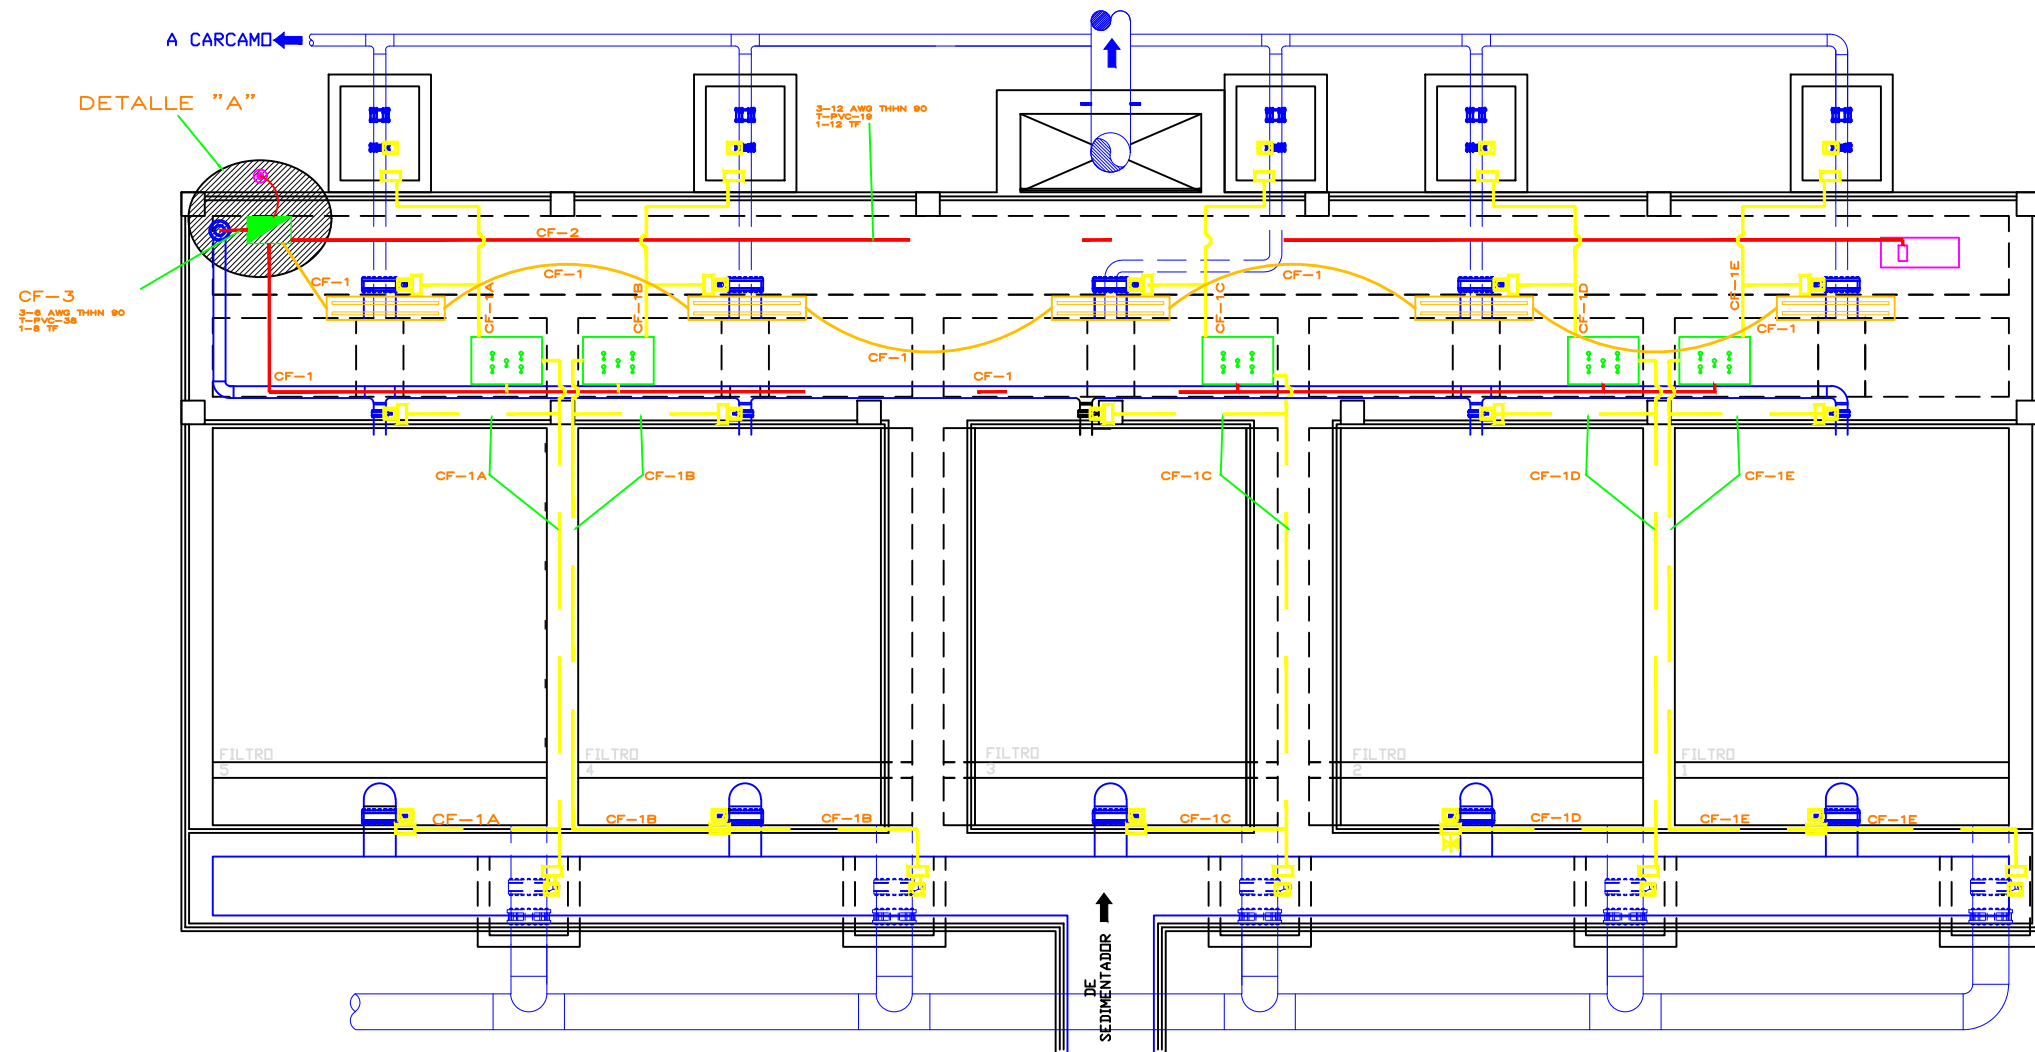 A CARCAMO
DETALLE "A"
3-12 AWG THHN 90
T-PVC-19
1-12 TF
CF-2
CF-1
CF-1
CF-1
CF-1A
CF-1B
CF-1C
CF-1D
CF-1E
CF-3
3-6 AWG THHN 90
T-PVC-38
1-8 TF
CF-1
CF-1
CF-1
CF-1
CF-1A
CF-1B
CF-1C
CF-1D
CF-1E
FILTRO
5
FILTRO
4
FILTRO
3
FILTRO
2
FILTRO
1
CF-1A
CF-1B
CF-1B
CF-1C
CF-1D
CF-1E
CF-1E
DE
SEDIMENTADOR